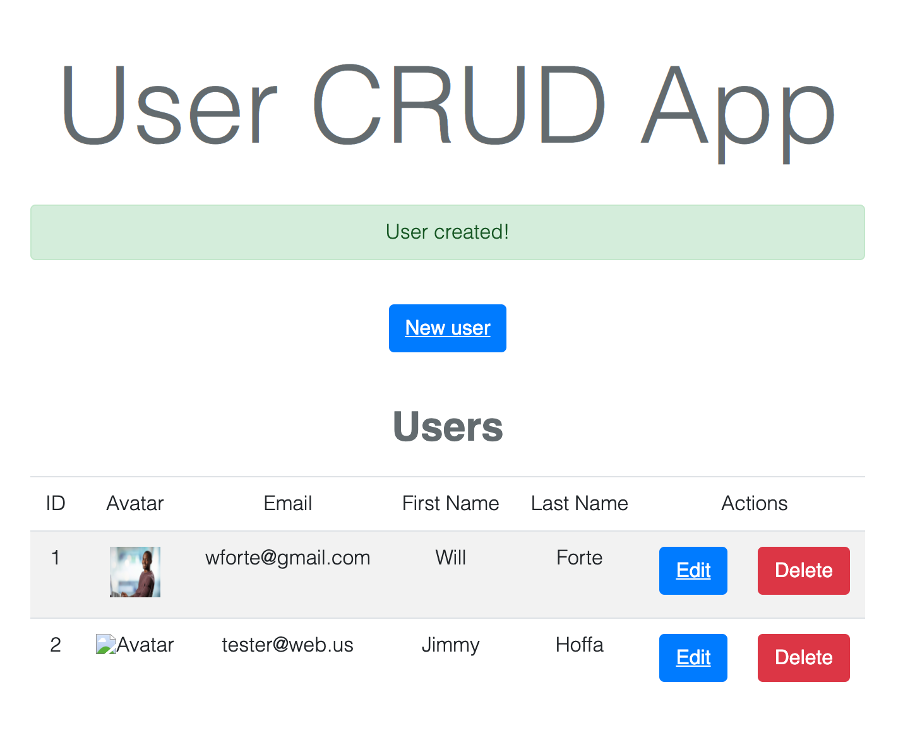 User CRUD App
User created!
New user
Users
ID Avatar Email First Name Last Name Actions
1 wforte@gmail.com Will Forte Edit Delete
2 Avatar tester@web.us Jimmy Hoffa Edit Delete